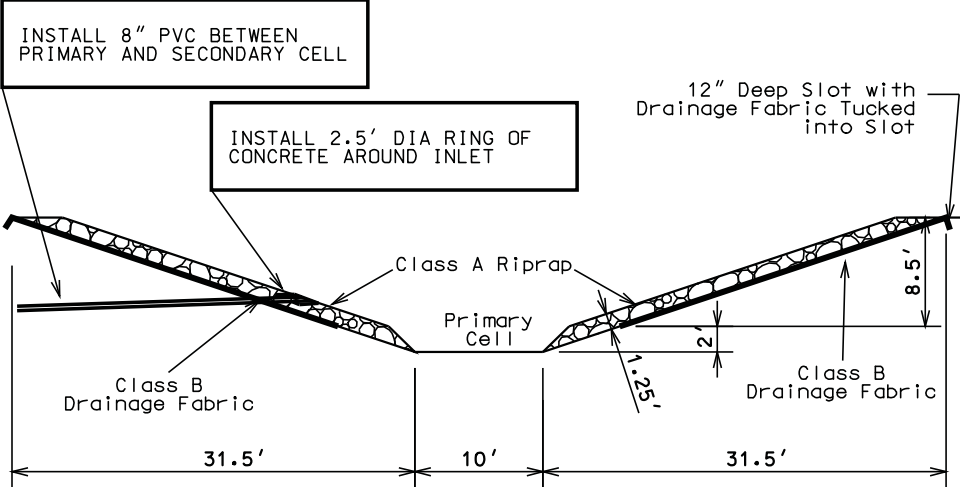 INSTALL 8" PVC BETWEEN
PRIMARY AND SECONDARY CELL
INSTALL 2.5' DIA RING OF
CONCRETE AROUND INLET
12" Deep Slot with
Drainage Fabric Tucked
into Slot
Class A Riprap
8.5'
Primary
Cell
2'
1.25'
Class B
Drainage Fabric
Class B
Drainage Fabric
31.5'
10'
31.5'